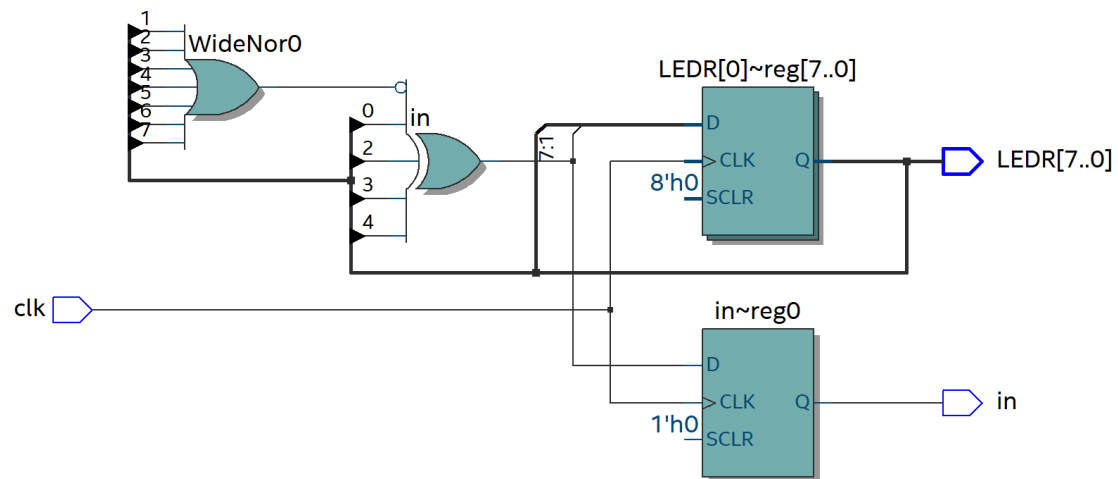 1
2
3
4
5
6
7
WideNor0
0
2
3
4
in
7:1
LEDR[0]~reg[7..0]
D
CLK
Q
8'h0
SCLR
LEDR[7..0]
clk
in~reg0
D
CLK
Q
1'h0
SCLR
in